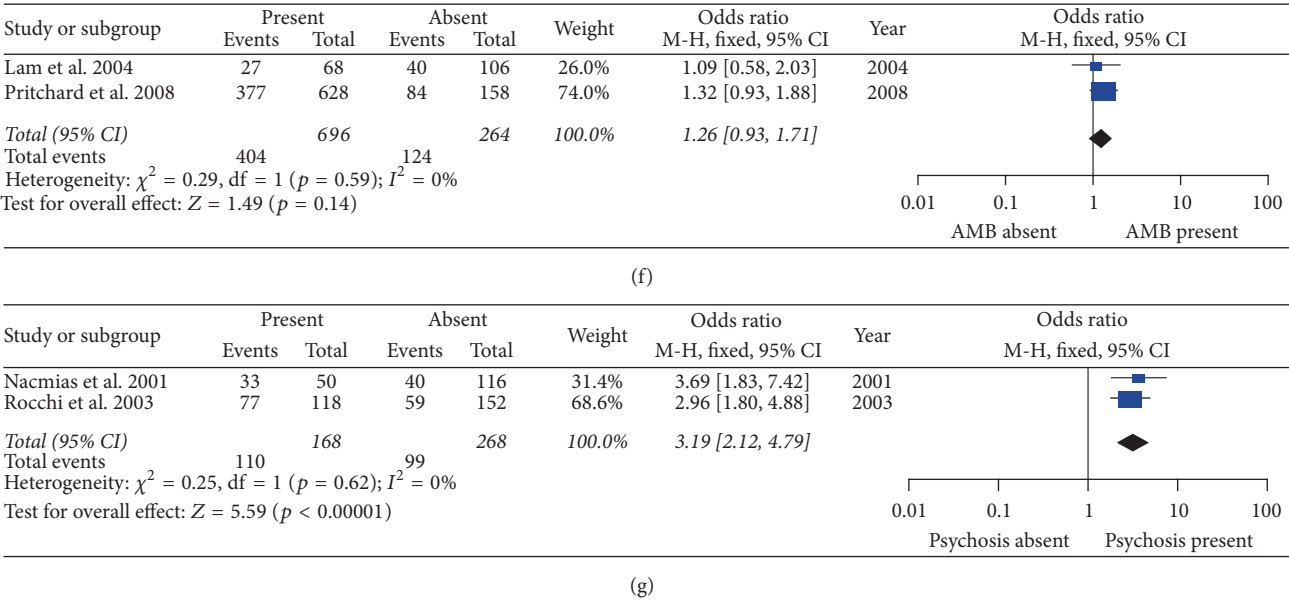 Study or subgroup Present Absent Weight Odds ratio Year Odds ratio
Events Total Events Total M-H, fixed, 95% CI M-H, fixed, 95% CI
Lam et al. 2004 27 68 40 106 26.0% 1.09 [0.58, 2.03] 2004
Pritchard et al. 2008 377 628 84 158 74.0% 1.32 [0.93, 1.88] 2008
Total (95% CI) 696 264 100.0% 1.26 [0.93, 1.71]
Total events 404 124
Heterogeneity: χ² = 0.29, df = 1 (p = 0.59); I² = 0%
Test for overall effect: Z = 1.49 (p = 0.14)
0.01 0.1 1 10 100
AMB absent AMB present
(f)
Study or subgroup Present Absent Weight Odds ratio Year Odds ratio
Events Total Events Total M-H, fixed, 95% CI M-H, fixed, 95% CI
Nacmias et al. 2001 33 50 40 116 31.4% 3.69 [1.83, 7.42] 2001
Rocchi et al. 2003 77 118 59 152 68.6% 2.96 [1.80, 4.88] 2003
Total (95% CI) 168 268 100.0% 3.19 [2.12, 4.79]
Total events 110 99
Heterogeneity: χ² = 0.25, df = 1 (p = 0.62); I² = 0%
Test for overall effect: Z = 5.59 (p < 0.00001)
0.01 0.1 1 10 100
Psychosis absent Psychosis present
(g)